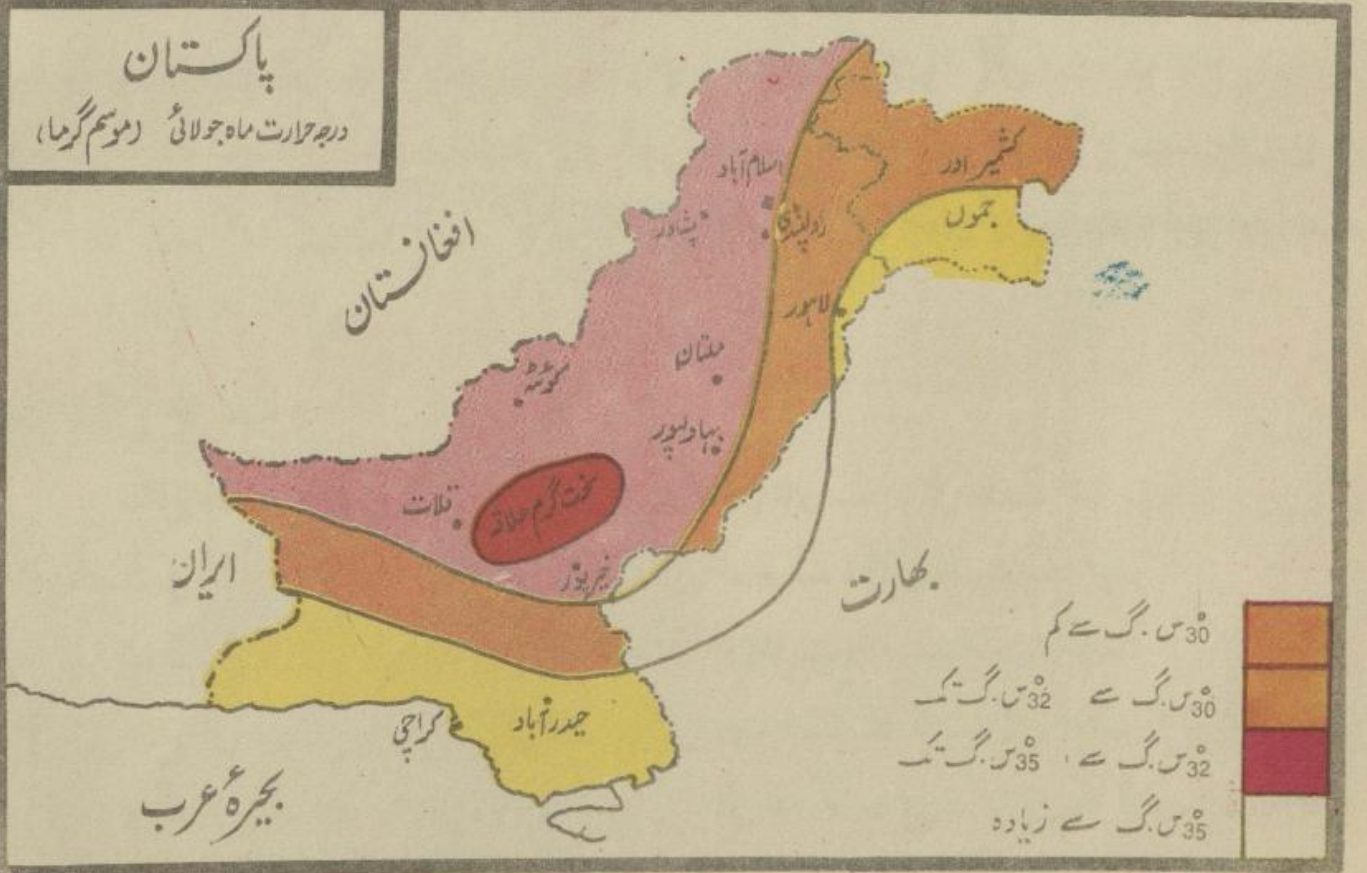 پاکستان
درجہ حرارت ماہ جولائی (موسم گرما)
کشمیر اور
جموں
اسلام آباد
راولپنڈی
پشاور
افغانستان
لاہور
ملتان
کوئٹہ
بہاولپور
سخت گرم علاقہ
قلات
خیرپور
ایران
بھارت
حیدرآباد
کراچی
بحیرۂ عرب
30° س.گ سے کم
30° س.گ سے 32° س.گ تک
32° س.گ سے 35° س.گ تک
35° س.گ سے زیادہ